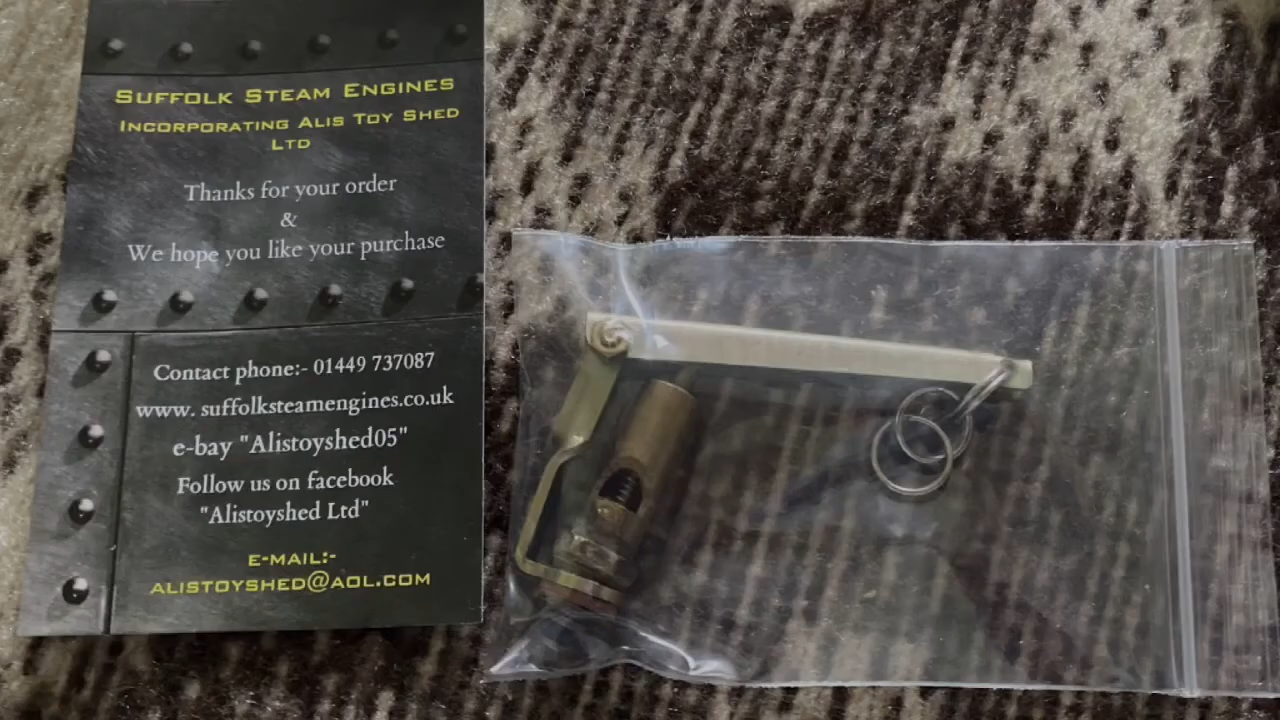 SUFFOLK STEAM ENGINES
INCORPORATING ALIS TOY SHED
LTD
Thanks for your order
&
We hope you like your purchase
Contact phone:- 01449 737087
www. suffolksteamengines.co.uk
e-bay "Alistoyshed05"
Follow us on facebook
"Alistoyshed Ltd"
E-MAIL:-
ALISTOYSHED@AOL.COM